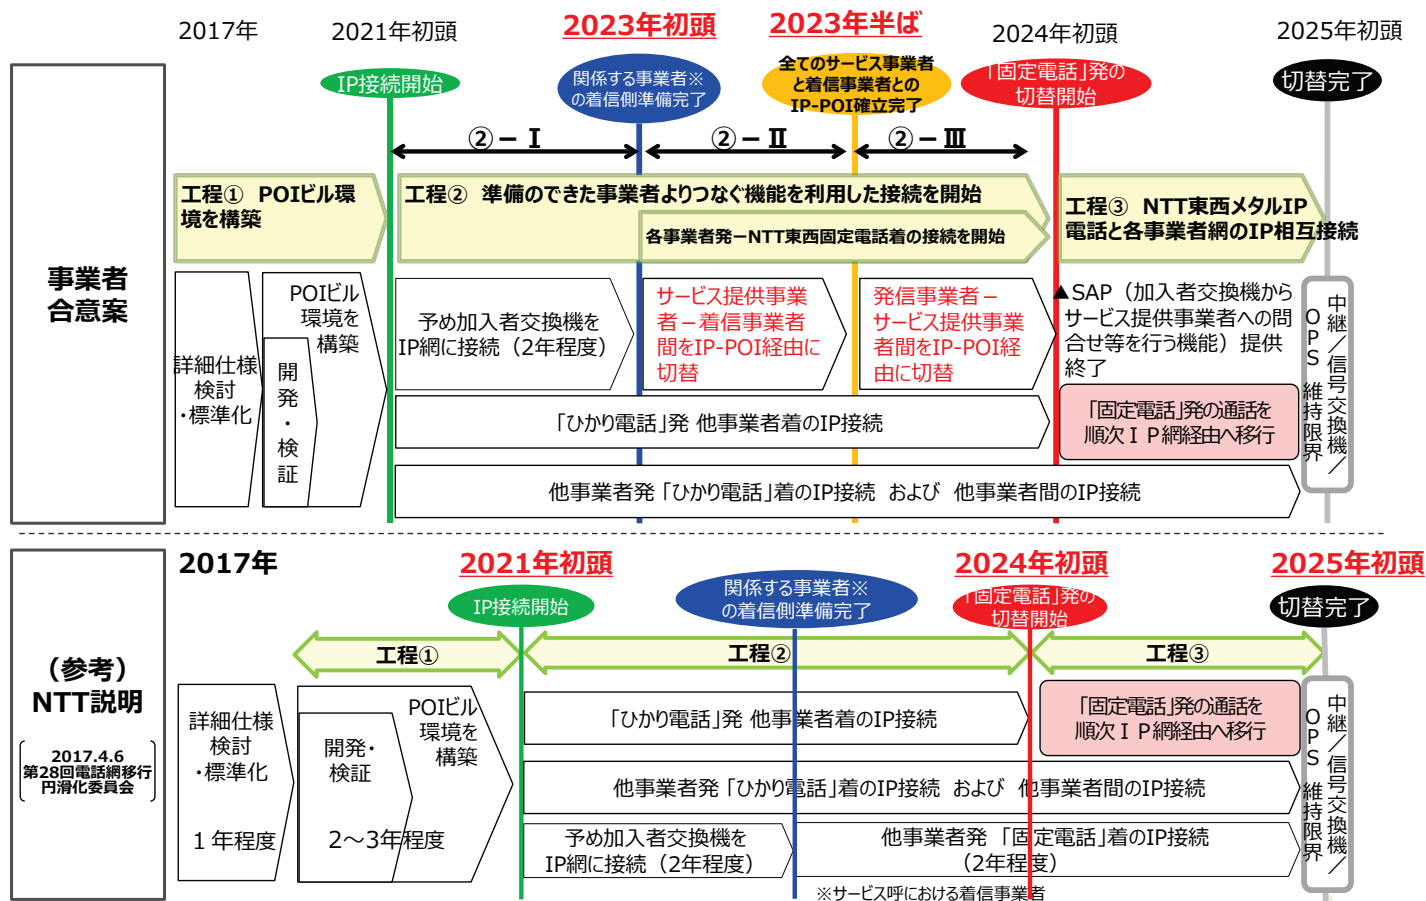 2017年
2021年初頭
2023年初頭
2023年半ば
2024年初頭
2025年初頭
IP接続開始
関係する事業者※
の着信側準備完了
全てのサービス事業者
と着信事業者との
IP-POI確立完了
「固定電話」発の
切替開始
切替完了
②－Ⅰ
②－Ⅱ
②－Ⅲ
事業者
合意案
工程① POIビル環
境を構築
工程② 準備のできた事業者よりつなぐ機能を利用した接続を開始
各事業者発－NTT東西固定電話着の接続を開始
工程③ NTT東西メタルIP
電話と各事業者網のIP相互接続
詳細仕様
検討
・標準化
POIビル
環境を
構築
開発・検証
予め加入者交換機を
IP網に接続（2年程度）
サービス提供事業
者－着信事業者
間をIP-POI経由に
切替
発信事業者－
サービス提供事業
者間をIP-POI経
由に切替
▲SAP（加入者交換機から
サービス提供事業者への問
合せ等を行う機能）提供
終了
「ひかり電話」発 他事業者着のIP接続
「固定電話」発の通話を
順次ＩＰ網経由へ移行
他事業者発「ひかり電話」着のIP接続 および 他事業者間のIP接続
中継／信号交換機／
OPS 維持限界
（参考）
NTT説明
2017.4.6
第28回電話網移行
円滑化委員会
2017年
2021年初頭
2024年初頭
2025年初頭
IP接続開始
関係する事業者※
の着信側準備完了
「固定電話」発の
切替開始
切替完了
工程①
工程②
工程③
詳細仕様
検討
・標準化
１年程度
POIビル
環境を
構築
開発・
検証
2～3年程度
「ひかり電話」発 他事業者着のIP接続
「固定電話」発の通話を
順次ＩＰ網経由へ移行
他事業者発「ひかり電話」着のIP接続 および 他事業者間のIP接続
予め加入者交換機を
IP網に接続（2年程度）
他事業者発 「固定電話」着のIP接続
（2年程度）
中継／信号交換機／
OPS 維持限界
※サービス呼における着信事業者